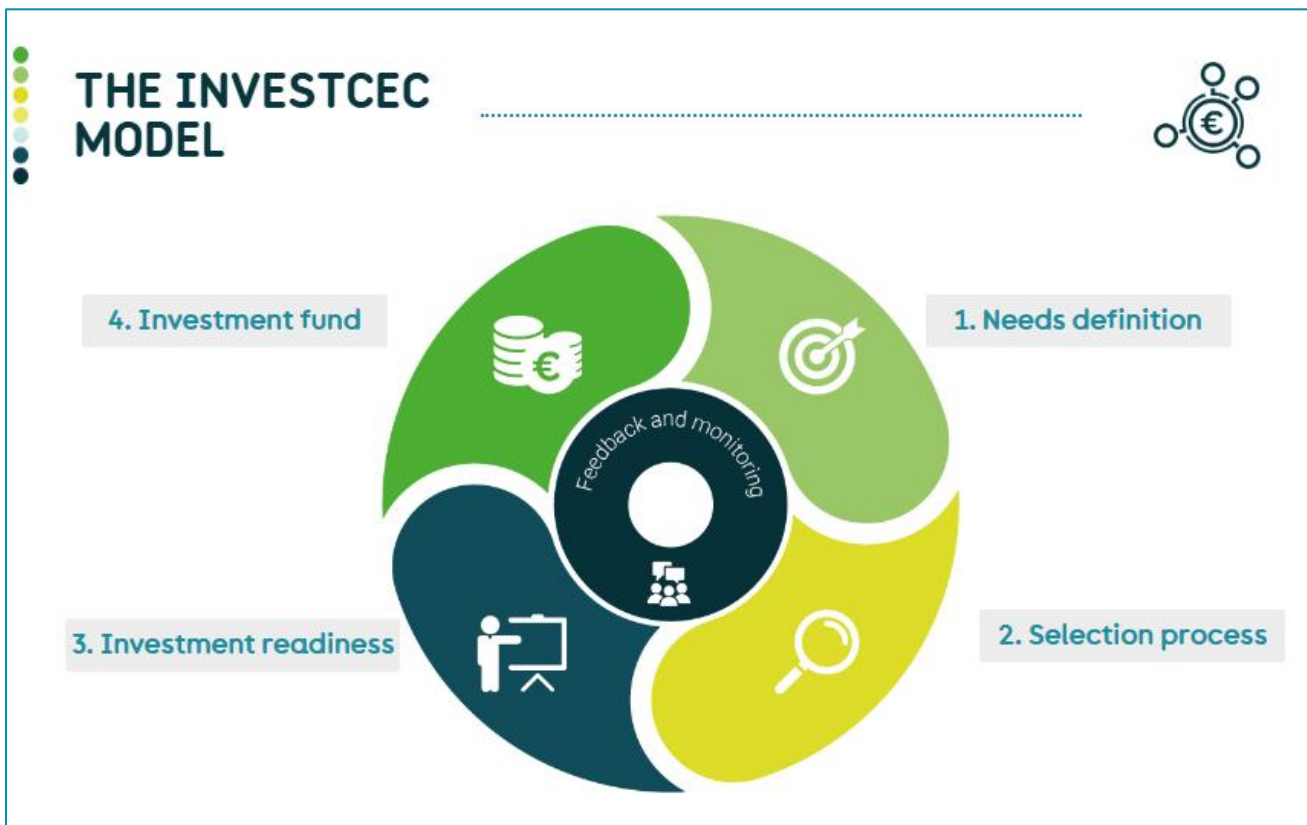 THE INVESTCEC
MODEL
€
4. Investment fund
1. Needs definition
€
Feedback and monitoring
3. Investment readiness
2. Selection process